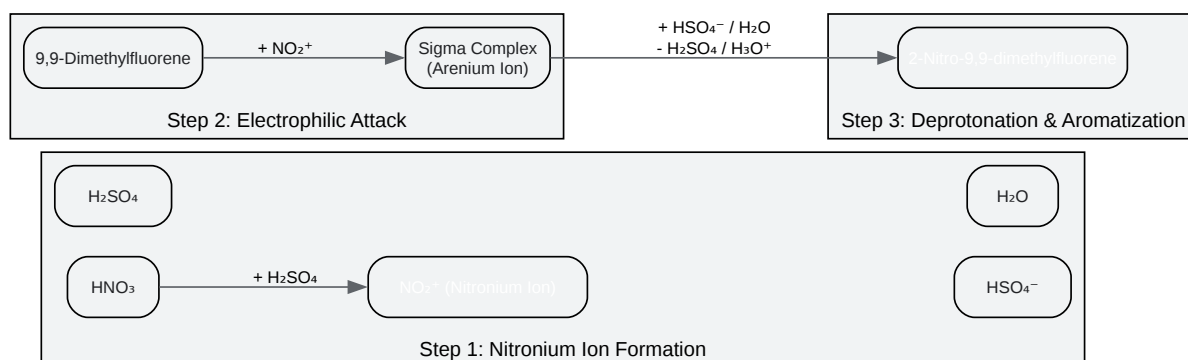 9,9-Dimethylfluorene
+ NO₂⁺
Sigma Complex
(Arenium Ion)
+ HSO₄⁻ / H₂O
- H₂SO₄ / H₃O⁺
2-Nitro-9,9-dimethylfluorene
Step 2: Electrophilic Attack
Step 3: Deprotonation & Aromatization
H₂SO₄
H₂O
HNO₃
+ H₂SO₄
NO₂⁺ (Nitronium Ion)
HSO₄⁻
Step 1: Nitronium Ion Formation